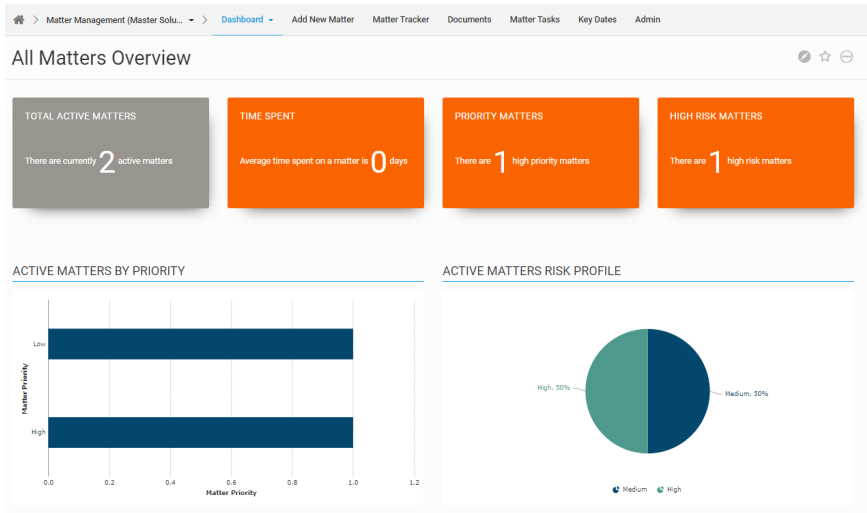 Matter Management (Master Solu... Dashboard Add New Matter Matter Tracker Documents Matter Tasks Key Dates Admin
All Matters Overview
TOTAL ACTIVE MATTERS
There are currently 2 active matters
TIME SPENT
Average time spent on a matter is 0 days
PRIORITY MATTERS
There are 1 high priority matters
HIGH RISK MATTERS
There are 1 high risk matters
ACTIVE MATTERS BY PRIORITY
Matter Priority
Low
High
0.0 0.2 0.4 0.6 0.8 1.0 1.2
Matter Priority
ACTIVE MATTERS RISK PROFILE
High, 50%
Medium, 50%
Medium High